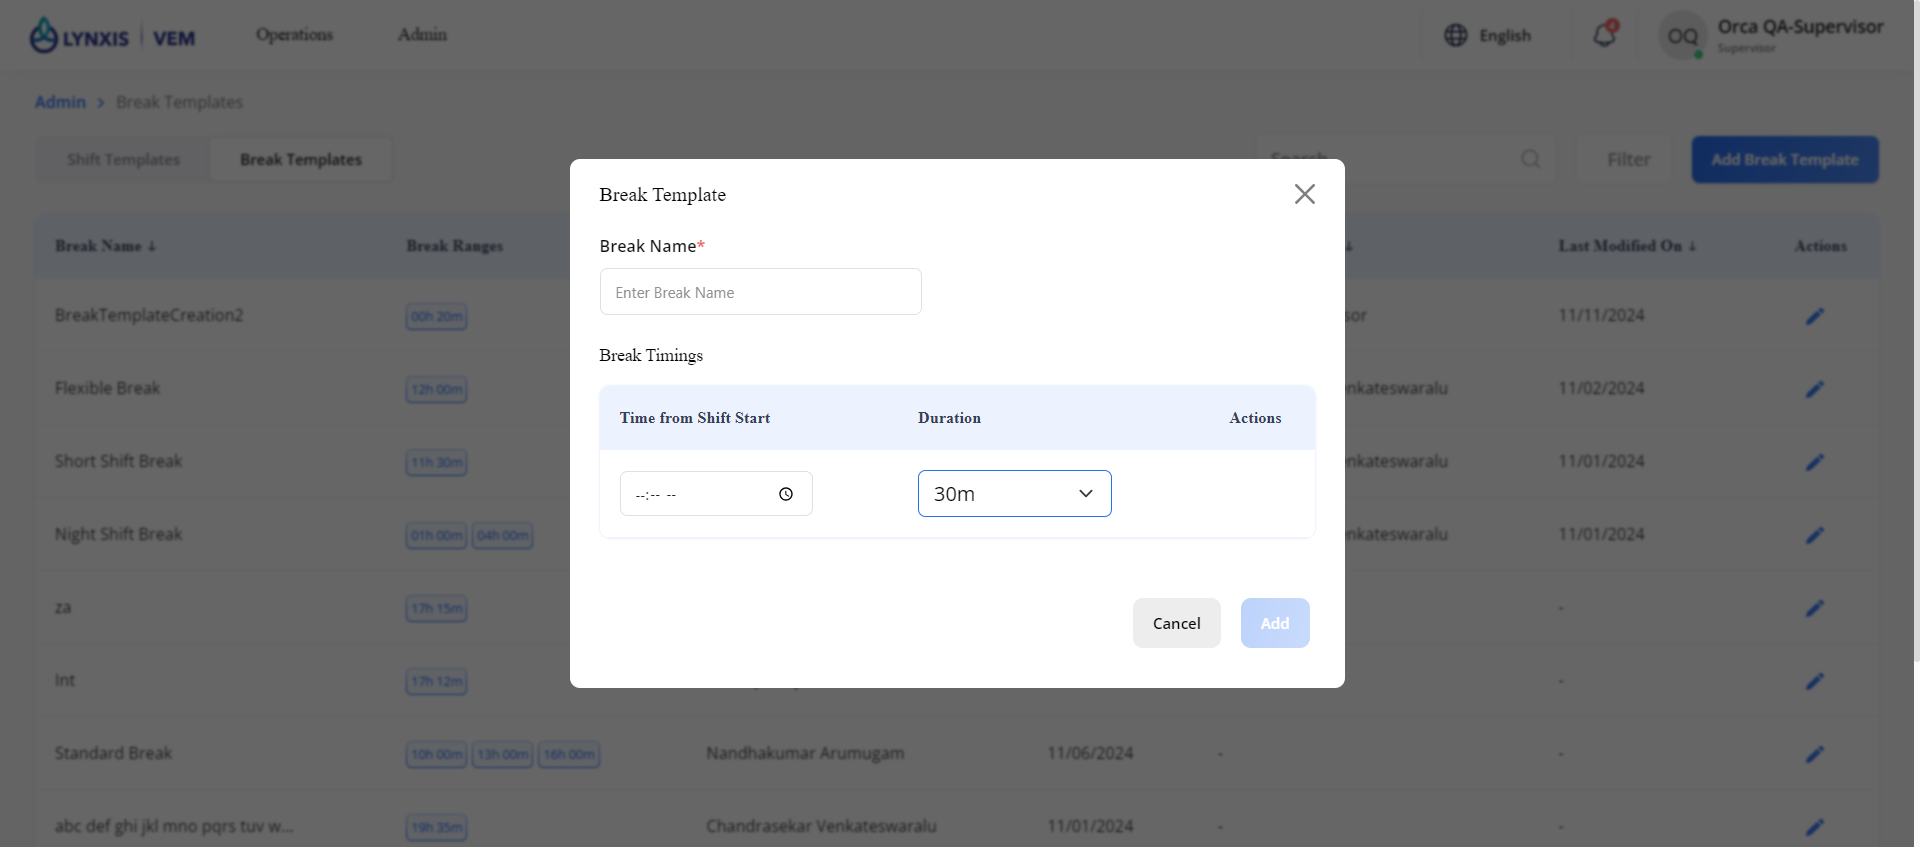 LYNXIS | VEM Operations Admin English 4 OQ Orca QA-Supervisor
Supervisor
Admin > Break Templates
Shift Templates Break Templates Search Filter Add Break Template
Break Name ↓ Break Ranges ↓ Last Modified On ↓ Actions
BreakTemplateCreation2 00h 20m sor 11/11/2024
Flexible Break 12h 00m enkateswaralu 11/02/2024
Short Shift Break 11h 30m enkateswaralu 11/01/2024
Night Shift Break 01h 00m 04h 00m enkateswaralu 11/01/2024
za 17h 15m -
Int 17h 12m -
Standard Break 10h 00m 13h 00m 16h 00m Nandhakumar Arumugam 11/06/2024 - -
abc def ghi jkl mno pqrs tuv w... 19h 35m Chandrasekar Venkateswaralu 11/01/2024 - -
Break Template
Break Name*
Enter Break Name
Break Timings
Time from Shift Start Duration Actions
--:-- -- 30m
Cancel Add